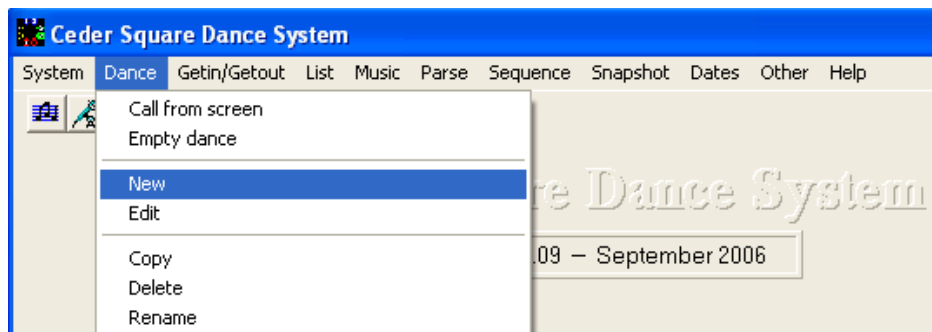 Ceder Square Dance System
System Dance Getin/Getout List Music Parse Sequence Snapshot Dates Other Help
Call from screen
Empty dance
New
re Dance System
Edit
Copy
.09 – September 2006
Delete
Rename